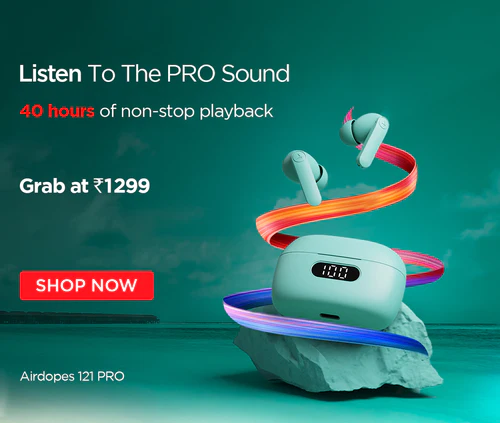 Listen To The PRO Sound
40 hours of non-stop playback
Grab at ₹1299
100
SHOP NOW
Airdopes 121 PRO